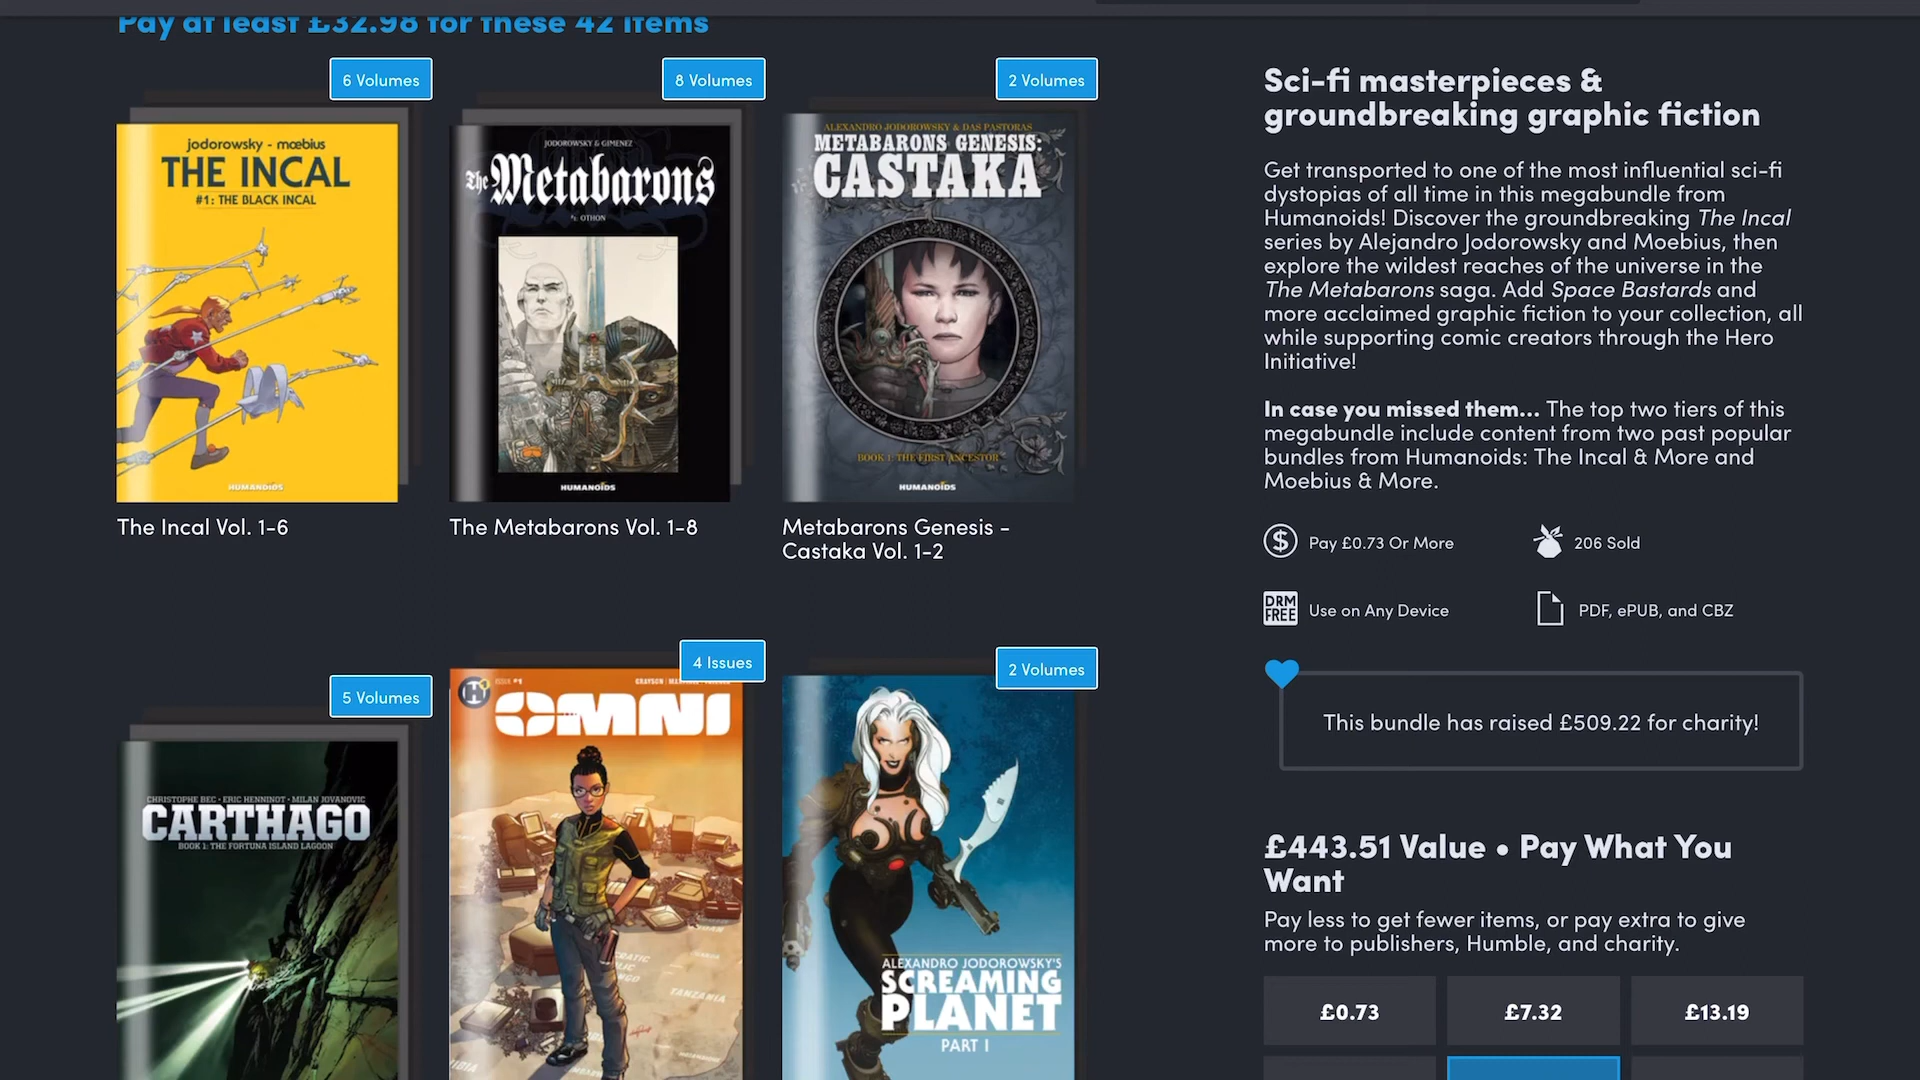 Pay at least £32.98 for these 42 items
6 Volumes
8 Volumes
2 Volumes
jodorowsky - mœbius
THE INCAL
#1: THE BLACK INCAL
HUMANOIDS
JODOROWSKY & GIMENEZ
The Metabarons
#1: OTHON
HUMANOIDS
ALEXANDRO JODOROWSKY & DAS PASTORAS
METABARONS GENESIS:
CASTAKA
BOOK 1: THE FIRST ANCESTOR
HUMANOIDS
The Incal Vol. 1-6
The Metabarons Vol. 1-8
Metabarons Genesis -
Castaka Vol. 1-2
5 Volumes
4 Issues
2 Volumes
CHRISTOPHE BEC - ERIC HENNINOT - MILAN JOVANOVIC
CARTHAGO
BOOK 1: THE FORTUNA ISLAND LAGOON
H1
ISSUE #1
OMNI
TANZANIA
ALEXANDRO JODOROWSKY'S
SCREAMING
PLANET
PART 1
Sci-fi masterpieces &
groundbreaking graphic fiction
Get transported to one of the most influential sci-fi
dystopias of all time in this megabundle from
Humanoids! Discover the groundbreaking The Incal
series by Alejandro Jodorowsky and Moebius, then
explore the wildest reaches of the universe in the
The Metabarons saga. Add Space Bastards and
more acclaimed graphic fiction to your collection, all
while supporting comic creators through the Hero
Initiative!
In case you missed them... The top two tiers of this
megabundle include content from two past popular
bundles from Humanoids: The Incal & More and
Moebius & More.
Pay £0.73 Or More
206 Sold
DRM
FREE
Use on Any Device
PDF, ePUB, and CBZ
This bundle has raised £509.22 for charity!
£443.51 Value • Pay What You
Want
Pay less to get fewer items, or pay extra to give
more to publishers, Humble, and charity.
£0.73
£7.32
£13.19